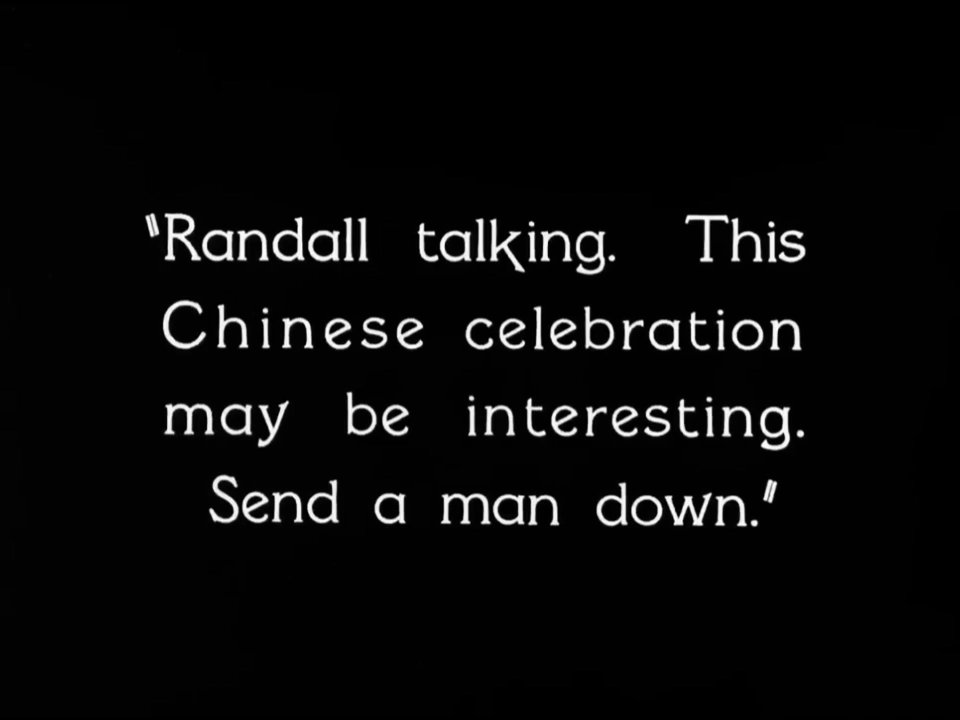 "Randall talking. This
Chinese celebration
may be interesting.
Send a man down."